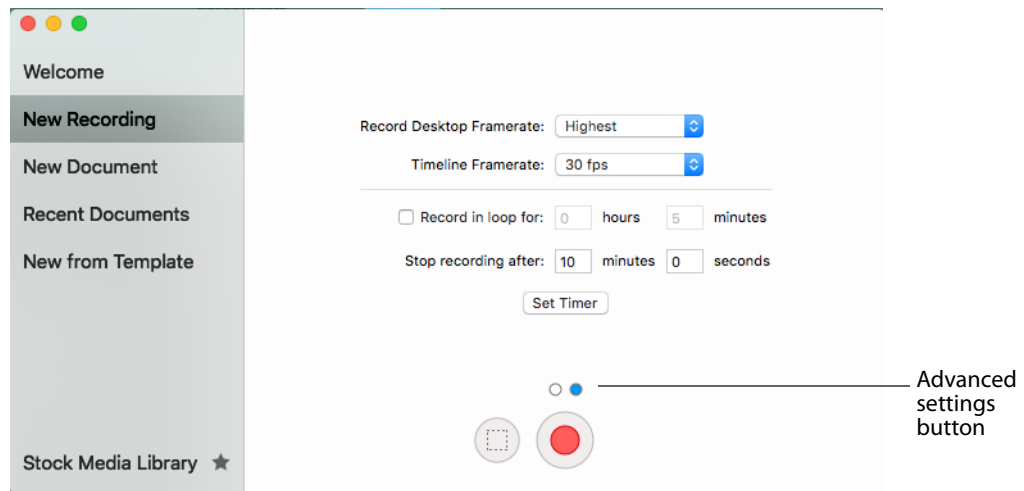 Welcome
New Recording
New Document
Recent Documents
New from Template
Stock Media Library
Record Desktop Framerate: Highest
Timeline Framerate: 30 fps
Record in loop for: 0 hours 5 minutes
Stop recording after: 10 minutes 0 seconds
Set Timer
Advanced
settings
button